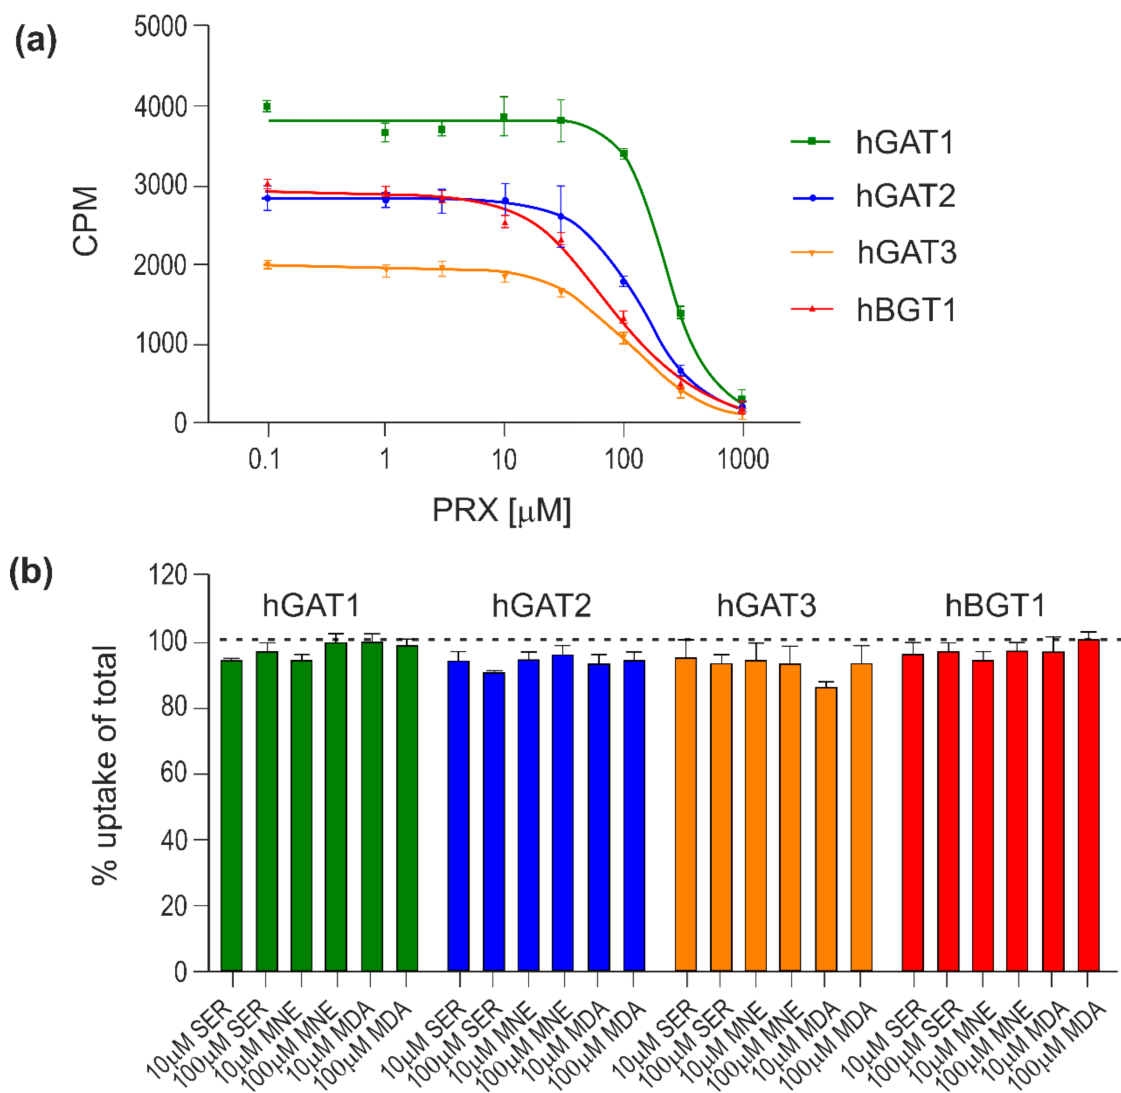 (a)
5000
4000
3000
2000
1000
0
CPM
0.1 1 10 100 1000
PRX [μM]
hGAT1
hGAT2
hGAT3
hBGT1
(b)
120
100
80
60
40
20
0
% uptake of total
hGAT1 hGAT2 hGAT3 hBGT1
10μM SER
100μM SER
10μM MNE
100μM MNE
10μM MDA
100μM MDA
10μM SER
100μM SER
10μM MNE
100μM MNE
10μM MDA
100μM MDA
10μM SER
100μM SER
10μM MNE
100μM MNE
10μM MDA
100μM MDA
10μM SER
100μM SER
10μM MNE
100μM MNE
10μM MDA
100μM MDA